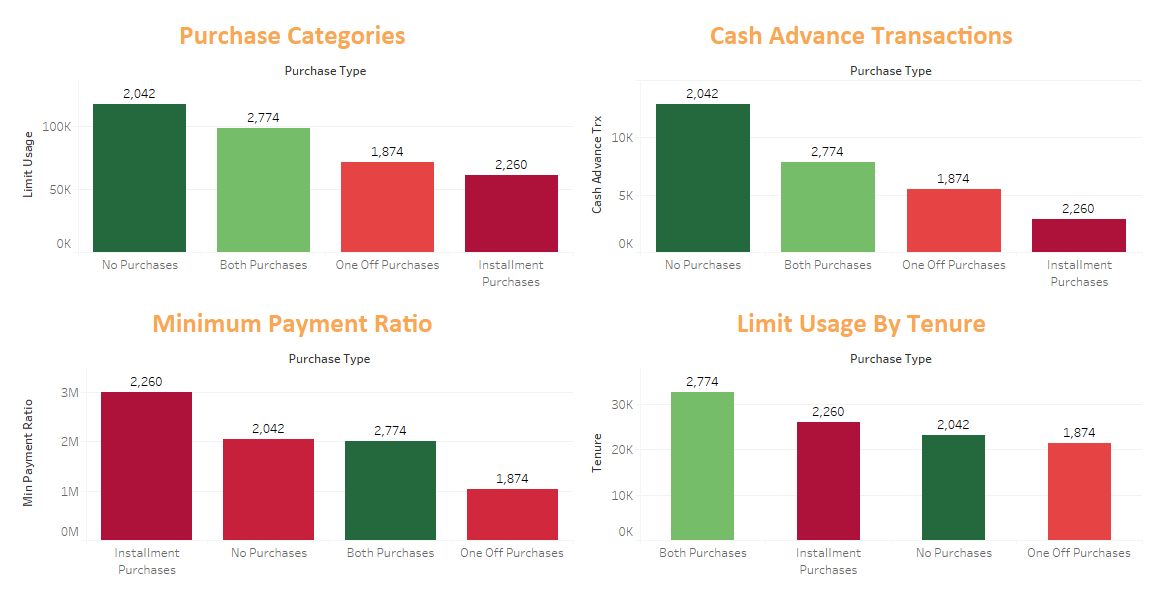 Purchase Categories
Purchase Type
Limit Usage
100K
50K
0K
2,042
2,774
1,874
2,260
No Purchases
Both Purchases
One Off Purchases
Installment
Purchases
Cash Advance Transactions
Purchase Type
Cash Advance Trx
10K
5K
0K
2,042
2,774
1,874
2,260
No Purchases
Both Purchases
One Off Purchases
Installment
Purchases
Minimum Payment Ratio
Purchase Type
Min Payment Ratio
3M
2M
1M
0M
2,260
2,042
2,774
1,874
Installment
Purchases
No Purchases
Both Purchases
One Off Purchases
Limit Usage By Tenure
Purchase Type
Tenure
30K
20K
10K
0K
2,774
2,260
2,042
1,874
Both Purchases
Installment
Purchases
No Purchases
One Off Purchases